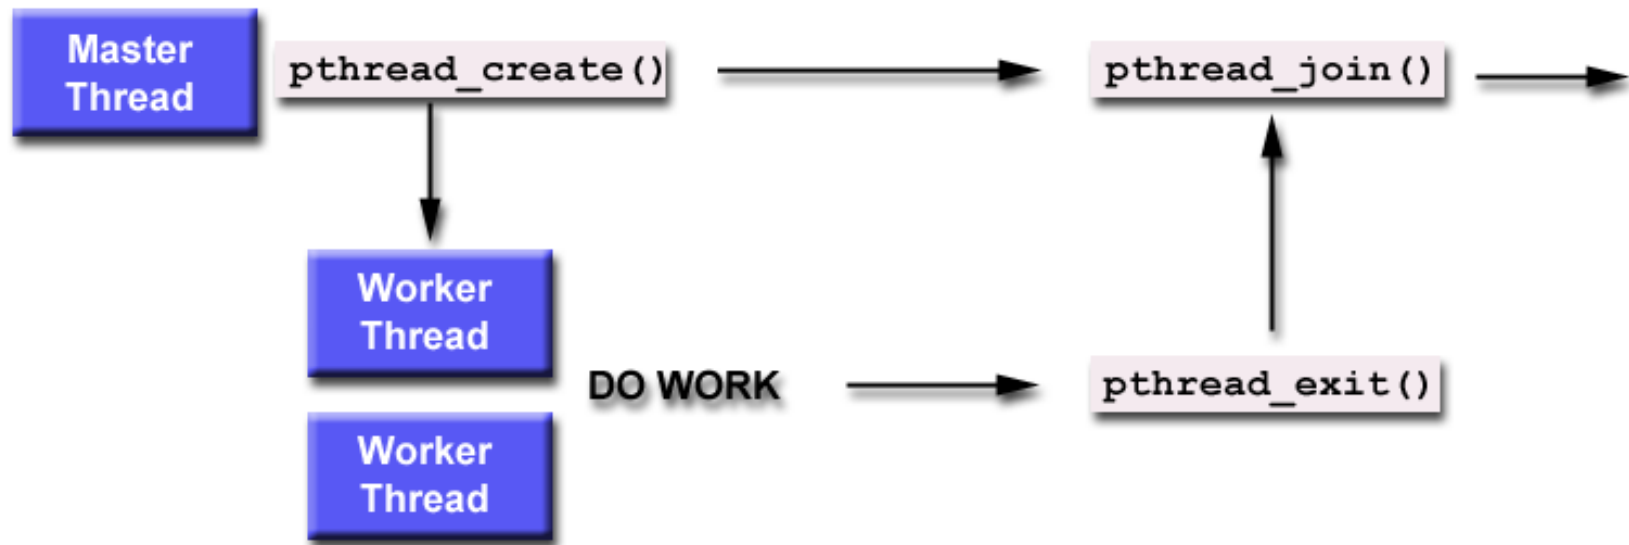 Master
Thread
pthread_create()
pthread_join()
Worker
Thread
DO WORK
pthread_exit()
Worker
Thread